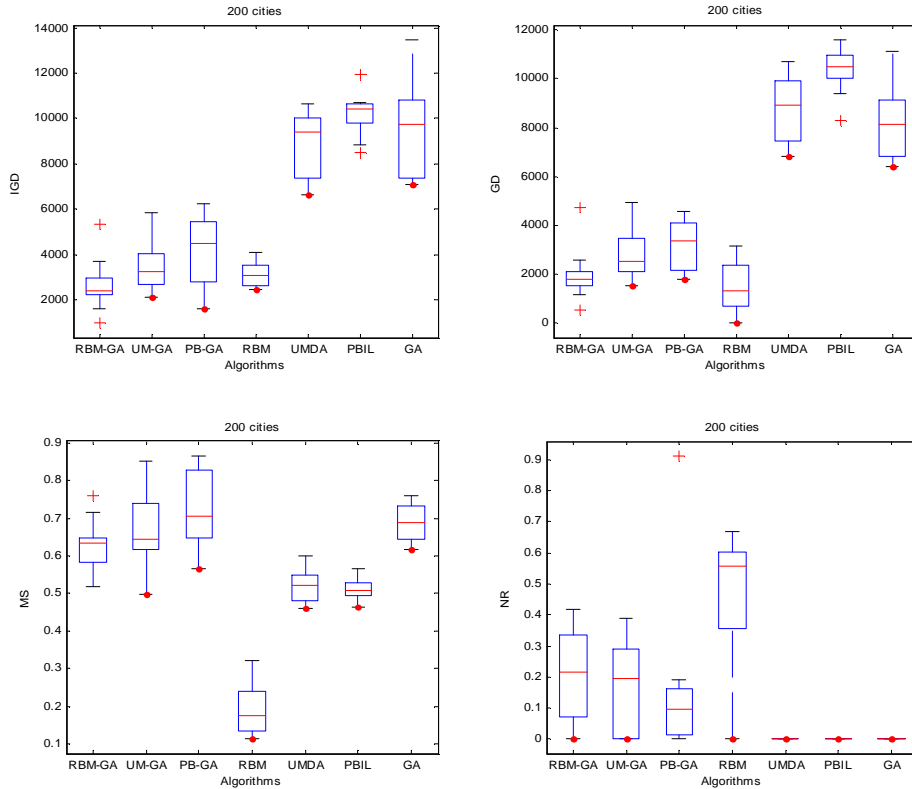 200 cities
14000
12000
10000
8000
6000
4000
2000
IGD
RBM-GA UM-GA PB-GA RBM UMDA PBIL GA
Algorithms
200 cities
12000
10000
8000
6000
4000
2000
0
GD
RBM-GA UM-GA PB-GA RBM UMDA PBIL GA
Algorithms
200 cities
0.9
0.8
0.7
0.6
0.5
0.4
0.3
0.2
0.1
MS
RBM-GA UM-GA PB-GA RBM UMDA PBIL GA
Algorithms
200 cities
0.9
0.8
0.7
0.6
0.5
0.4
0.3
0.2
0.1
0
NR
RBM-GA UM-GA PB-GA RBM UMDA PBIL GA
Algorithms